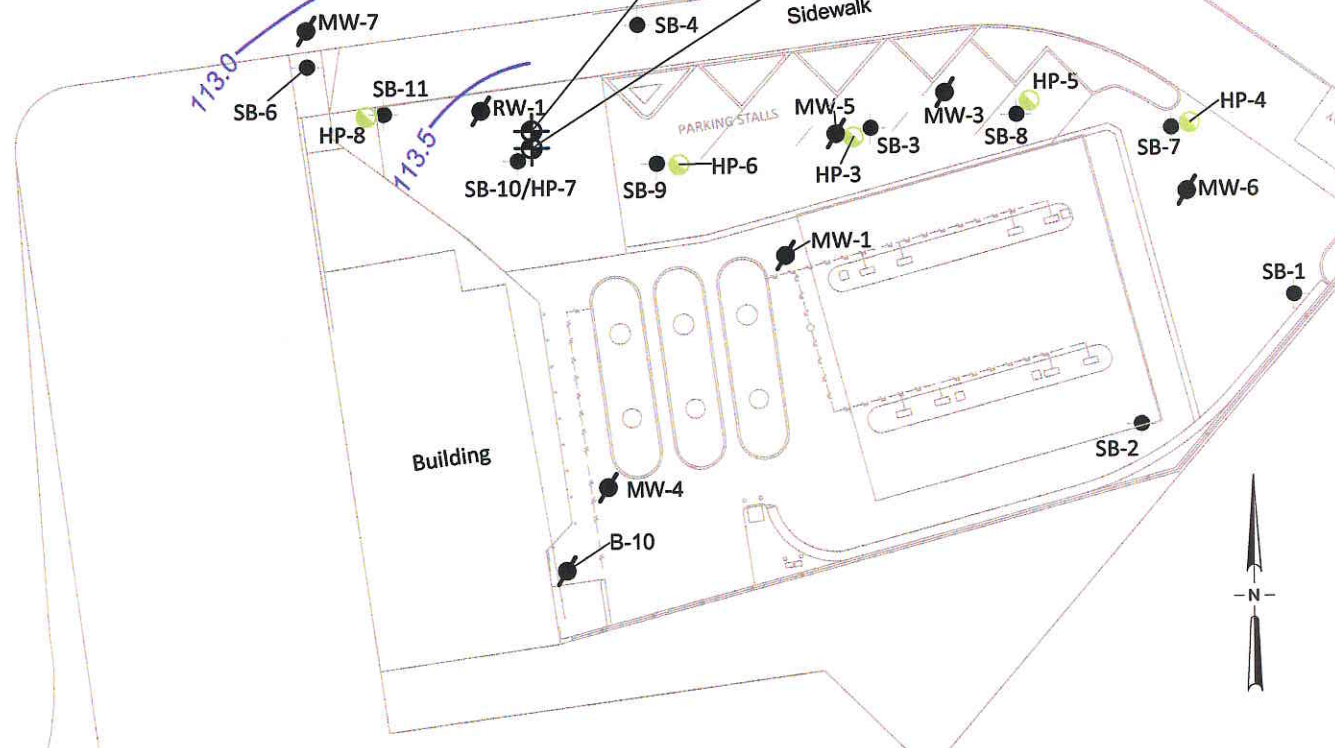 MW-7
SB-4
Sidewalk
113.0
SB-6
SB-11
HP-8
RW-1
113.5
SB-10/HP-7
PARKING STALLS
SB-9
HP-6
MW-5
HP-3
SB-3
MW-3
HP-5
SB-8
HP-4
SB-7
MW-6
MW-1
SB-1
Building
MW-4
SB-2
B-10
N